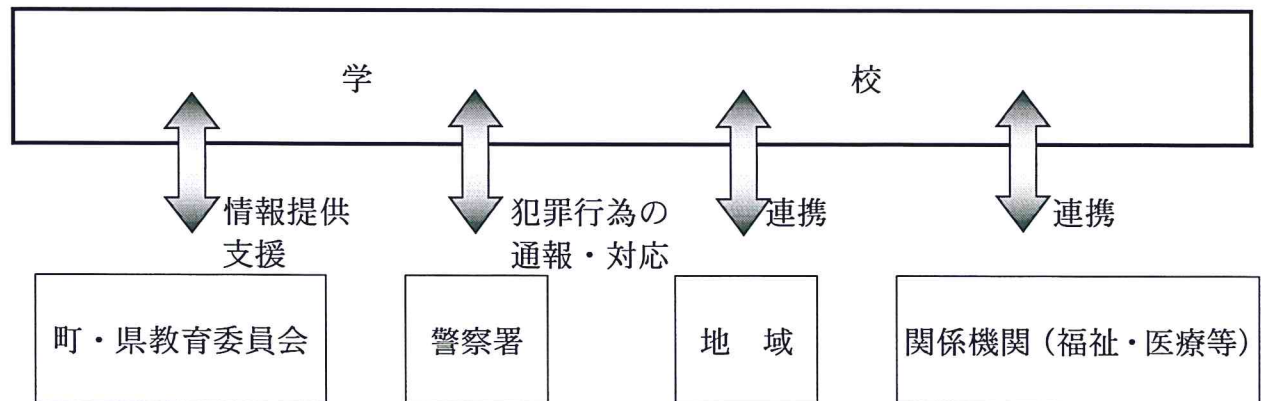 学　　校
情報提供
支援
犯罪行為の
通報・対応
連携
連携
町・県教育委員会
警察署
地　域
関係機関（福祉・医療等）